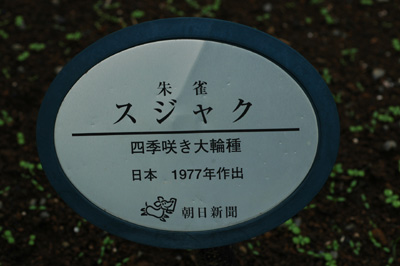 朱雀
スジャク
四季咲き大輪種
日本 1977年作出
朝日新聞